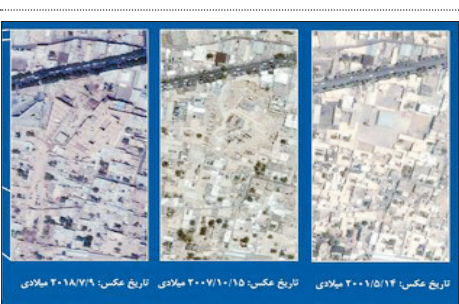 تاریخ عکس: ۲۰۰۱/۵/۱۴ میلادی
تاریخ عکس: ۲۰۰۷/۱۰/۱۵ میلادی
تاریخ عکس: ۲۰۱۸/۷/۹ میلادی